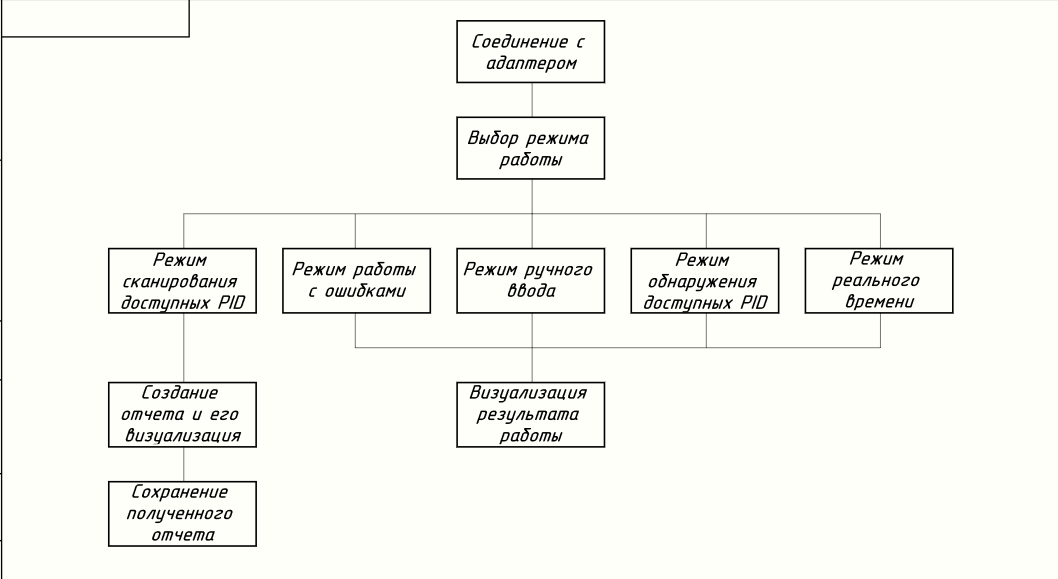 Соединение с
адаптером
Выбор режима
работы
Режим
сканирования
доступных PID
Режим работы
с ошибками
Режим ручного
ввода
Режим
обнаружения
доступных PID
Режим
реального
времени
Создание
отчета и его
визуализация
Визуализация
результата
работы
Сохранение
полученного
отчета